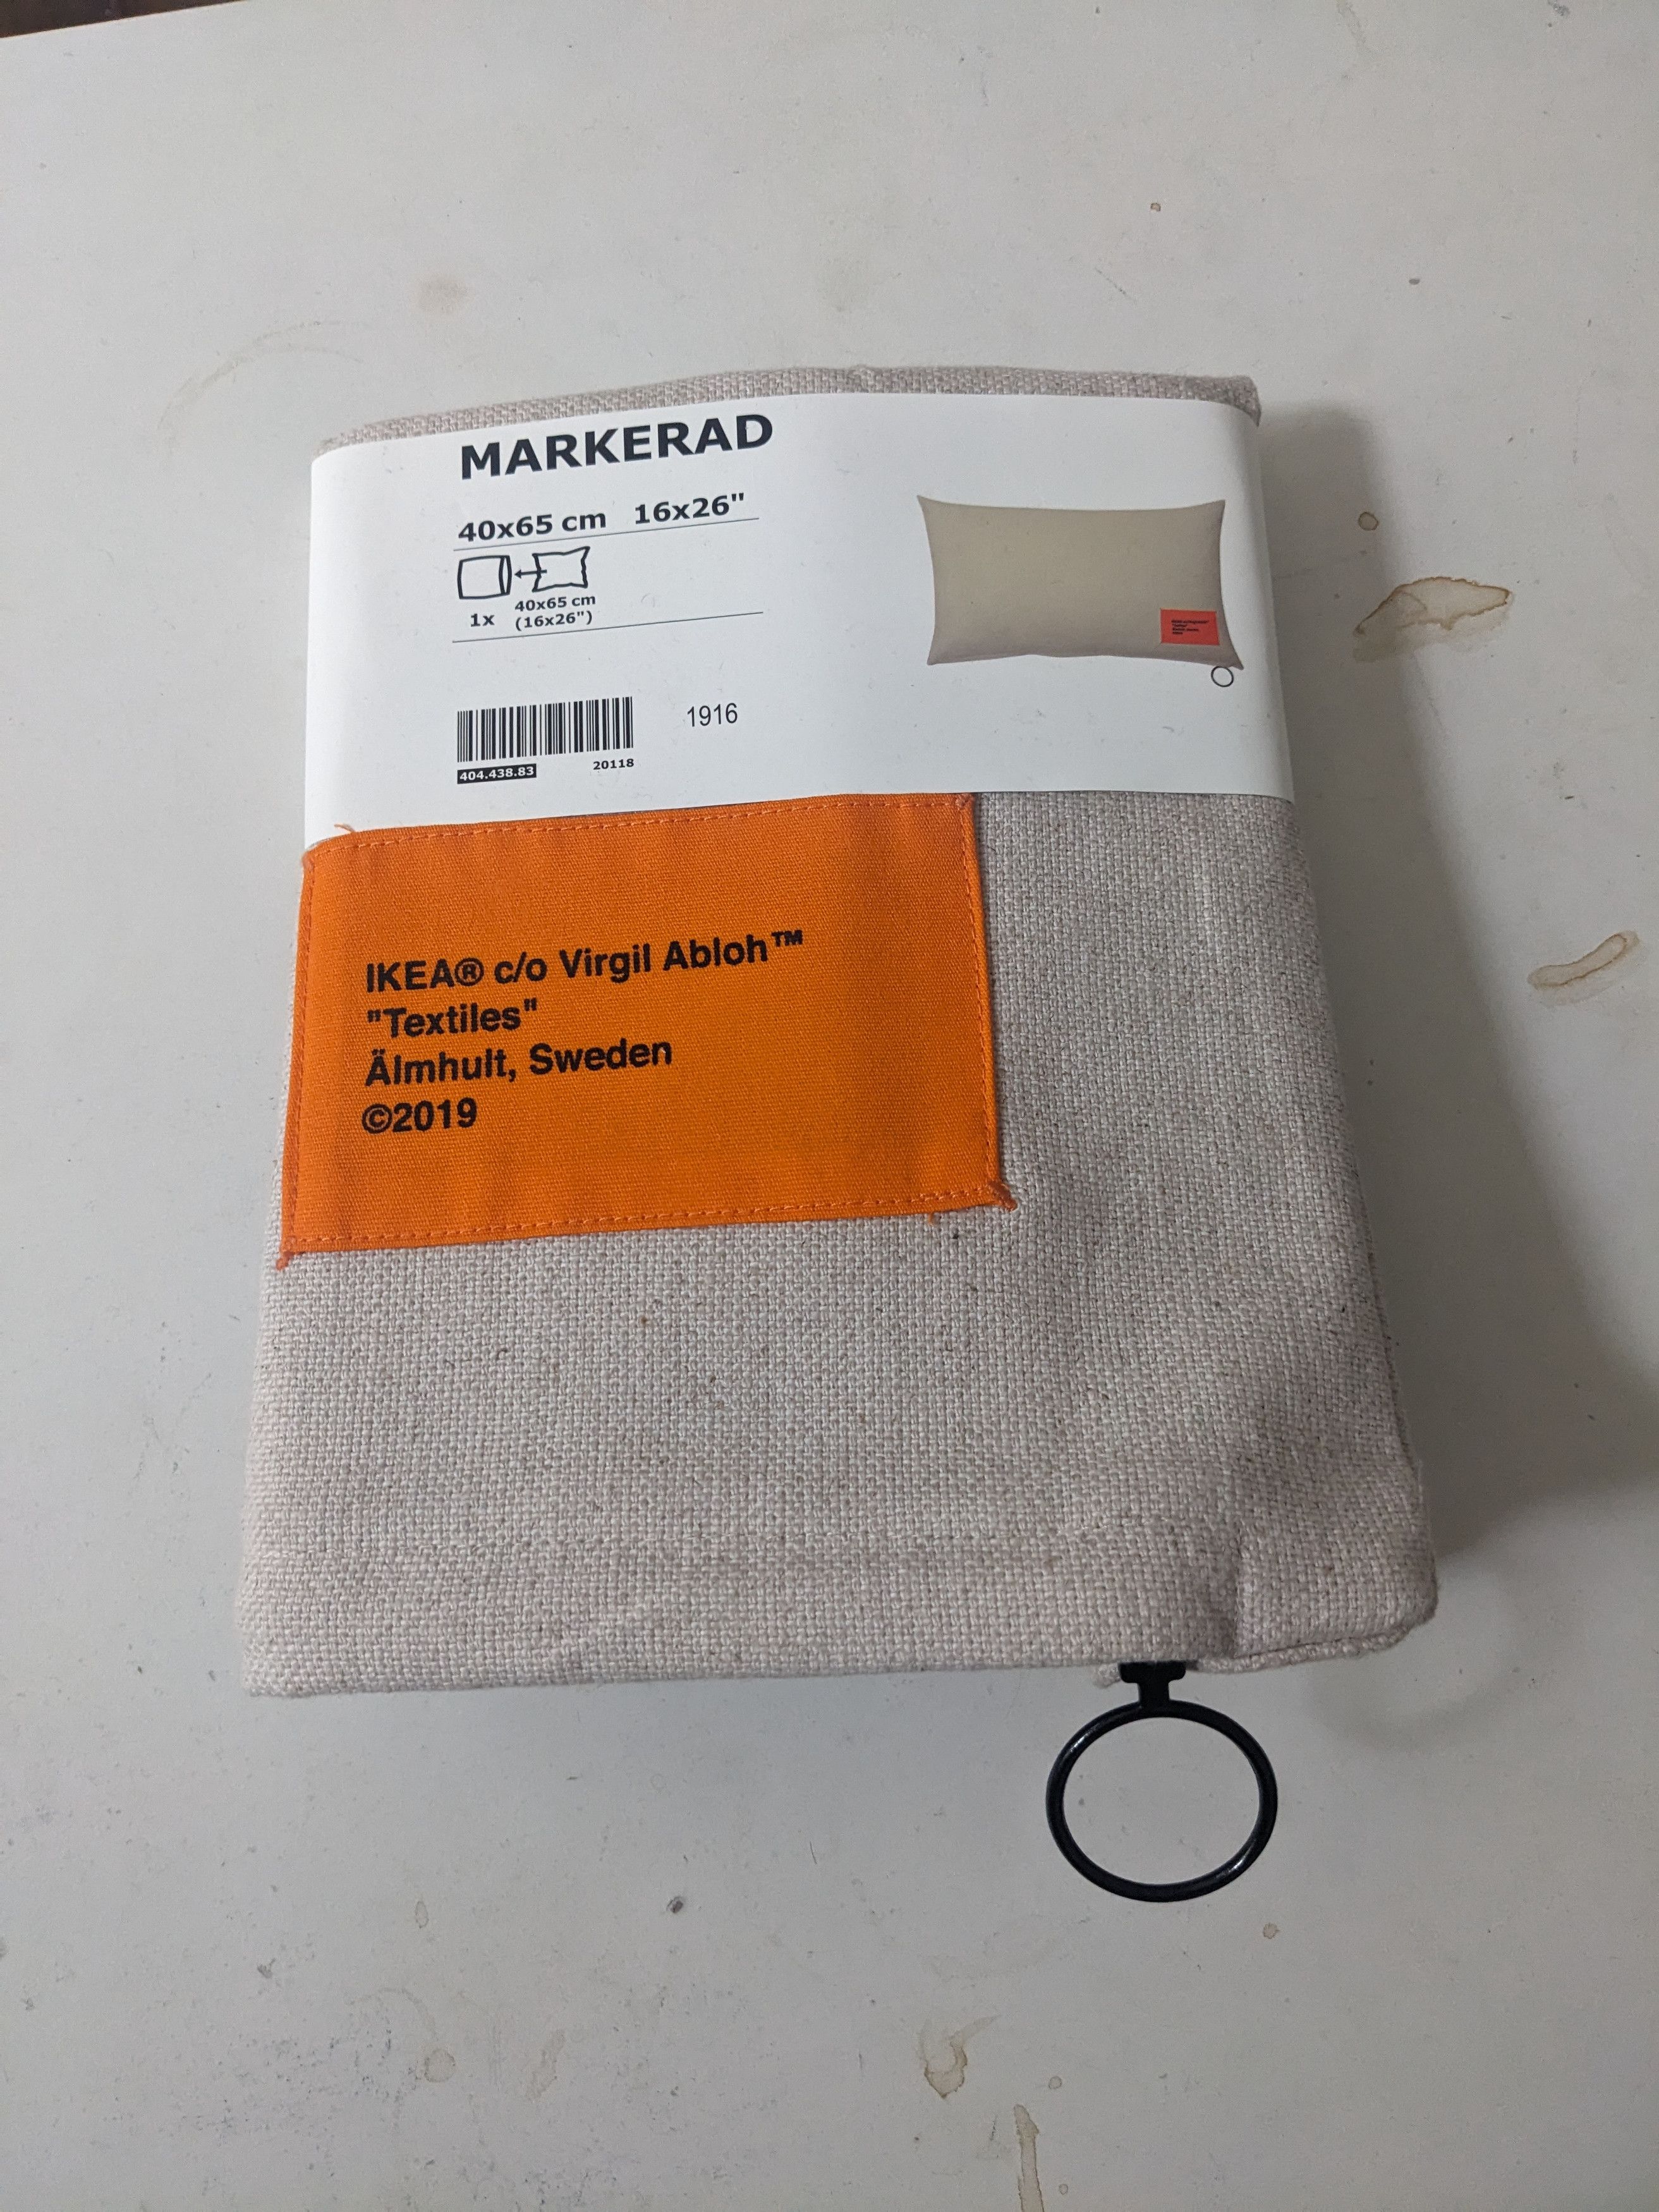 MARKERAD
40x65 cm 16x26"
1x
40x65 cm
(16x26")
1916
404.438.83
20118
IKEA® c/o Virgil Abloh™
"Textiles"
Älmhult, Sweden
©2019